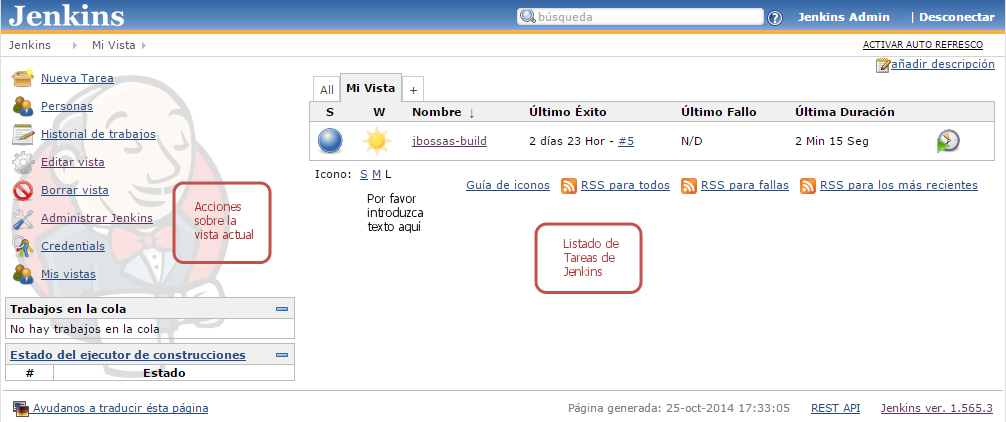 Jenkins
búsqueda
Jenkins Admin | Desconectar
Jenkins Mi Vista
ACTIVAR AUTO REFRESCO
añadir descripción
Nueva Tarea
Personas
Historial de trabajos
Editar vista
Borrar vista
Administrar Jenkins
Credentials
Mis vistas
Acciones
sobre la
vista actual
Trabajos en la cola
No hay trabajos en la cola
Estado del ejecutor de construcciones
# Estado
All Mi Vista +
S W Nombre ↓ Último Éxito Último Fallo Última Duración
jbossas-build 2 días 23 Hor - #5 N/D 2 Min 15 Seg
Icono: S M L
Guía de iconos RSS para todos RSS para fallas RSS para los más recientes
Por favor
introduzca
texto aquí
Listado de
Tareas de
Jenkins
Ayudanos a traducir ésta página
Página generada: 25-oct-2014 17:33:05 REST API Jenkins ver. 1.565.3